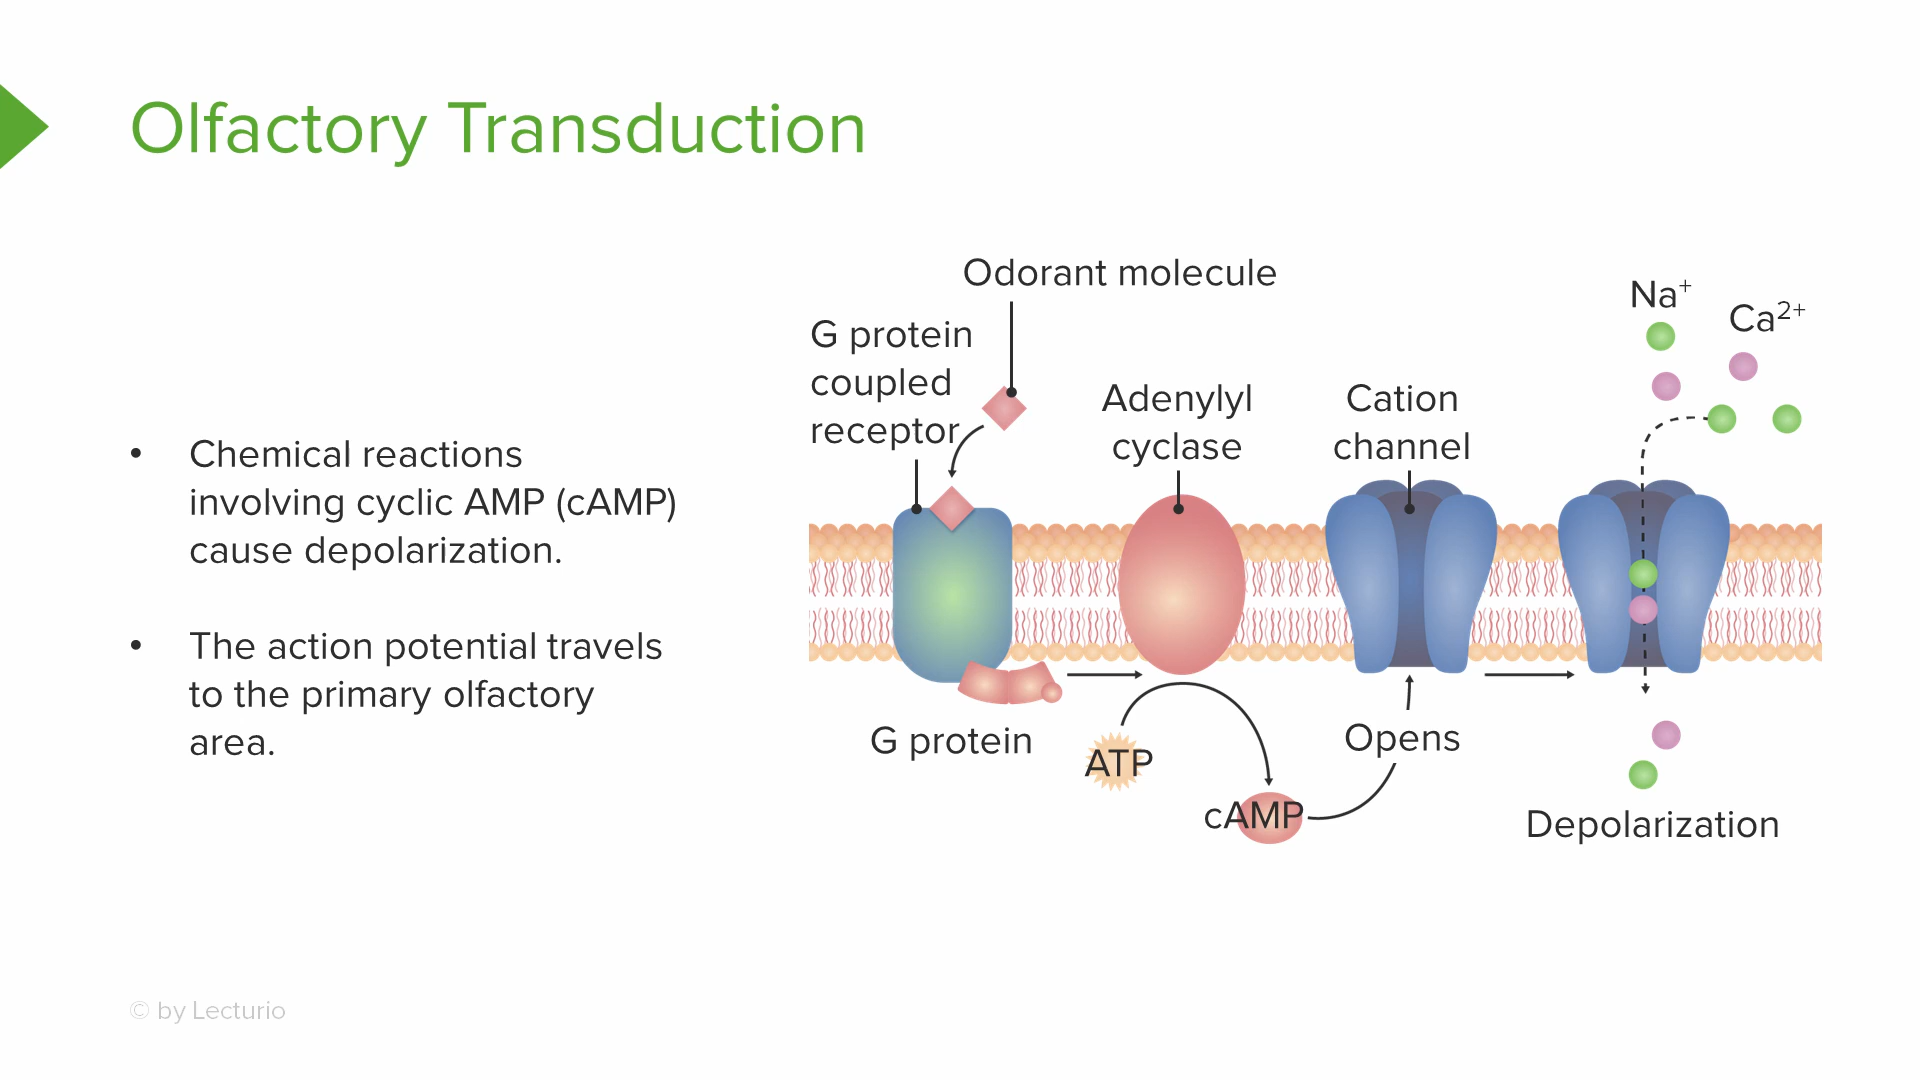 Olfactory Transduction
• Chemical reactions
involving cyclic AMP (cAMP)
cause depolarization.
• The action potential travels
to the primary olfactory
area.
Odorant molecule
G protein
coupled
receptor
Adenylyl
cyclase
Cation
channel
Na⁺
Ca²⁺
G protein
ATP
cAMP
Opens
Depolarization
© by Lecturio